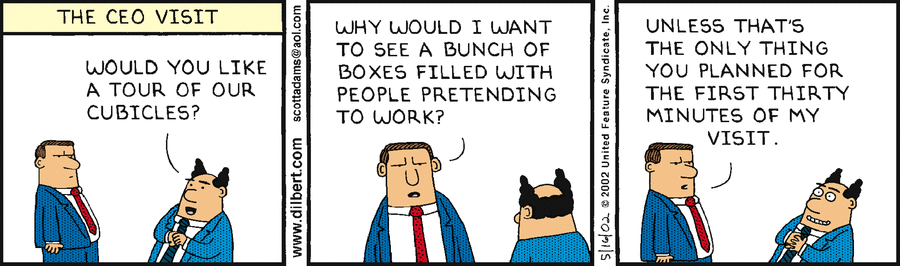 THE CEO VISIT
WOULD YOU LIKE
A TOUR OF OUR
CUBICLES?
www.dilbert.com
scottadams@aol.com
WHY WOULD I WANT
TO SEE A BUNCH OF
BOXES FILLED WITH
PEOPLE PRETENDING
TO WORK?
5/16/02 © 2002 United Feature Syndicate, Inc.
UNLESS THAT'S
THE ONLY THING
YOU PLANNED FOR
THE FIRST THIRTY
MINUTES OF MY
VISIT.